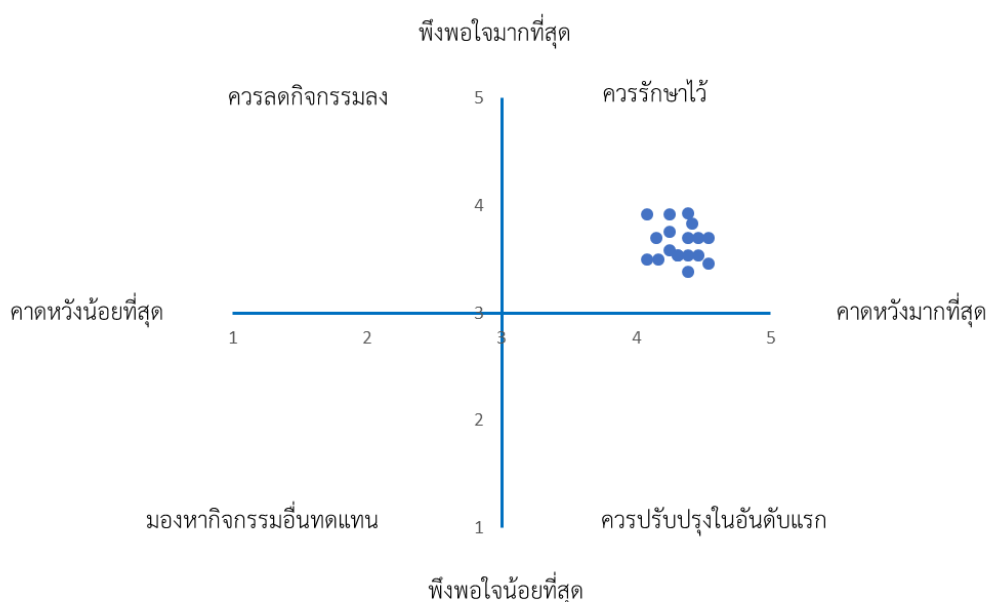 พึงพอใจมากที่สุด
ควรลดกิจกรรมลง
5
ควรรักษาไว้
4
คาดหวังน้อยที่สุด
3
คาดหวังมากที่สุด
1 2 3 4 5
2
มองหากิจกรรมอื่นทดแทน
1
ควรปรับปรุงในอันดับแรก
พึงพอใจน้อยที่สุด